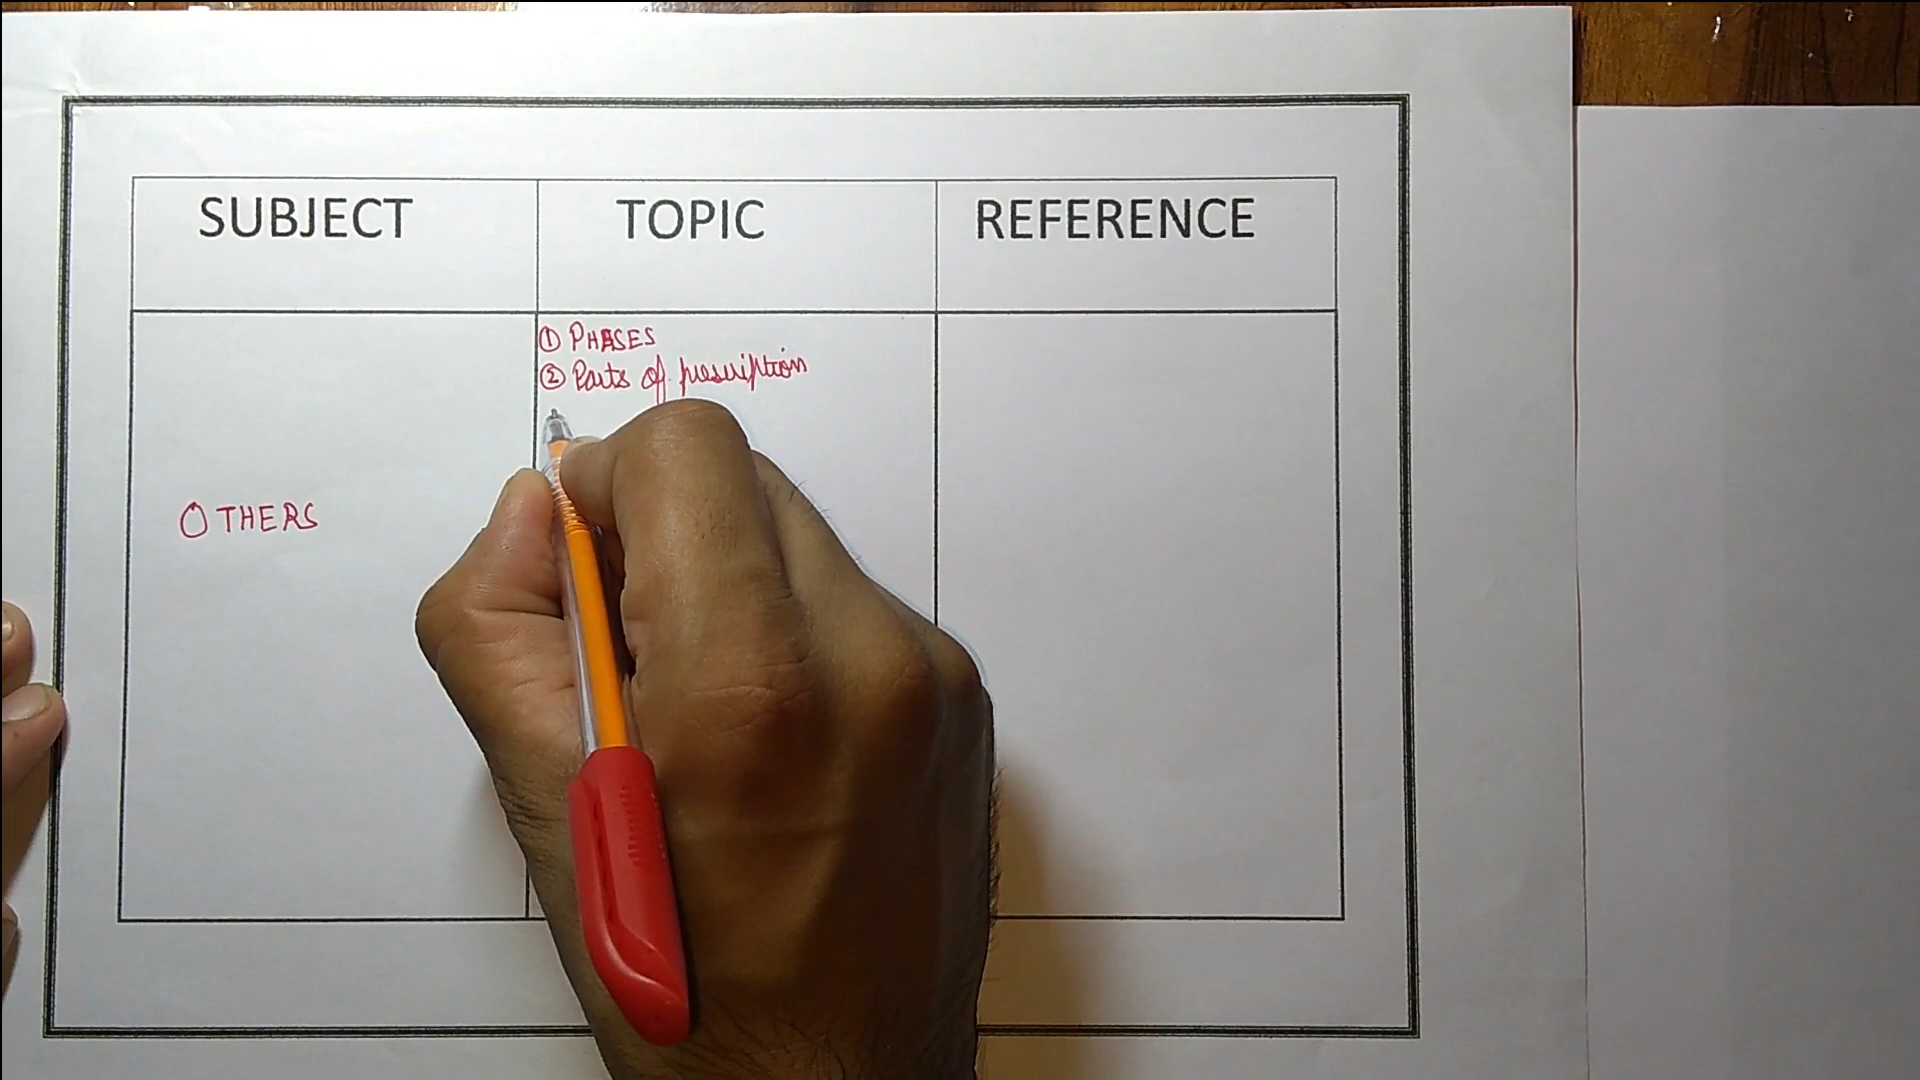 SUBJECT TOPIC REFERENCE
① PHASES
② Parts of prescription
OTHERS